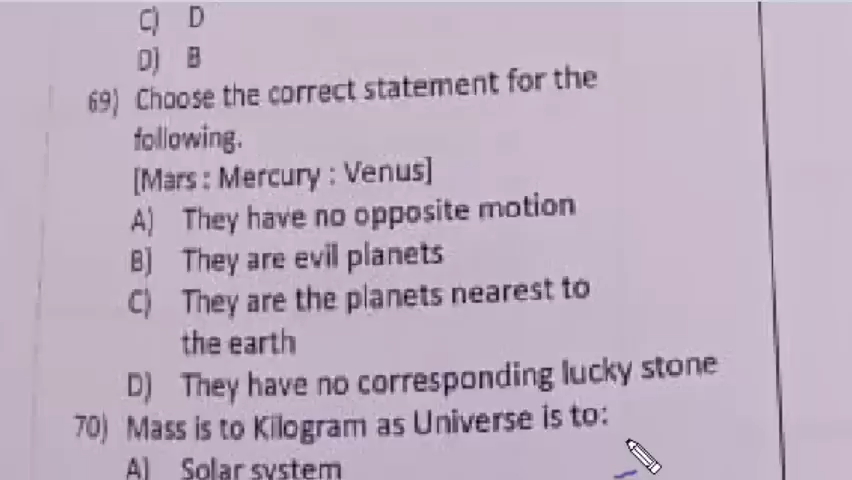 C) D
D) B
69) Choose the correct statement for the
following.
[Mars : Mercury : Venus]
A) They have no opposite motion
B) They are evil planets
C) They are the planets nearest to
the earth
D) They have no corresponding lucky stone
70) Mass is to Kilogram as Universe is to:
A) Solar system